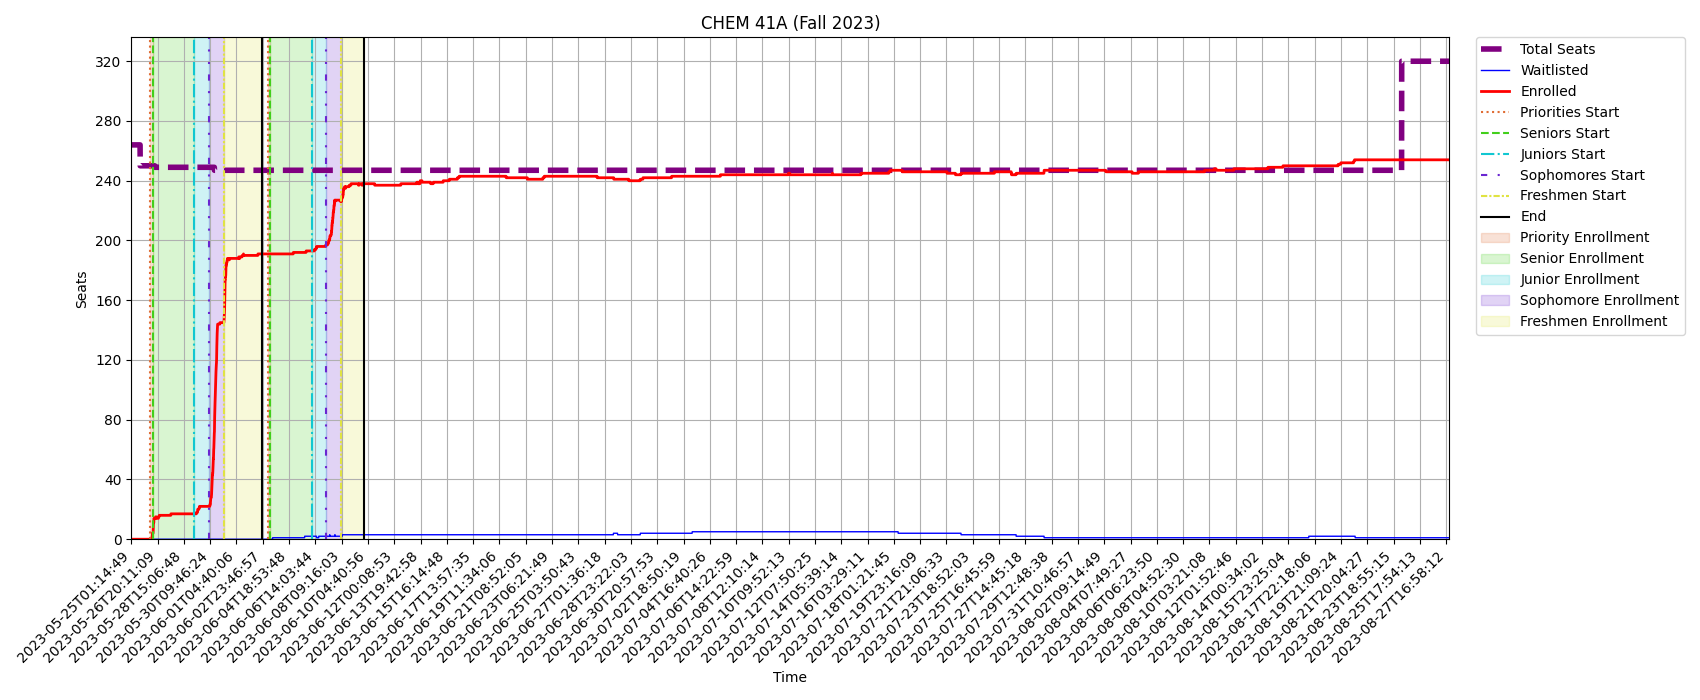 CHEM 41A (Fall 2023)
Seats
320
280
240
200
160
120
80
40
0
2023-05-25T01:14:49
2023-05-26T20:11:09
2023-05-28T15:06:48
2023-05-30T09:46:24
2023-06-01T04:40:06
2023-06-02T23:46:57
2023-06-04T18:53:48
2023-06-06T14:03:44
2023-06-08T09:16:03
2023-06-10T04:40:56
2023-06-12T00:08:53
2023-06-13T19:42:58
2023-06-15T16:14:48
2023-06-17T13:57:35
2023-06-19T11:34:06
2023-06-21T08:52:05
2023-06-23T06:21:49
2023-06-25T03:50:43
2023-06-27T01:36:18
2023-06-28T23:22:03
2023-06-30T20:57:53
2023-07-02T18:50:19
2023-07-04T16:40:26
2023-07-06T14:22:59
2023-07-08T12:10:14
2023-07-10T09:52:13
2023-07-12T07:50:25
2023-07-14T05:39:14
2023-07-16T03:29:11
2023-07-18T01:21:45
2023-07-19T23:16:09
2023-07-21T21:06:33
2023-07-23T18:52:03
2023-07-25T16:45:59
2023-07-27T14:45:18
2023-07-29T12:48:38
2023-07-31T10:46:57
2023-08-02T09:14:49
2023-08-04T07:49:27
2023-08-06T06:23:50
2023-08-08T04:52:30
2023-08-10T03:21:08
2023-08-12T01:52:46
2023-08-14T00:34:02
2023-08-15T23:25:04
2023-08-17T22:18:06
2023-08-19T21:09:24
2023-08-21T20:04:27
2023-08-23T18:55:15
2023-08-25T17:54:13
2023-08-27T16:58:12
Time
Total Seats
Waitlisted
Enrolled
Priorities Start
Seniors Start
Juniors Start
Sophomores Start
Freshmen Start
End
Priority Enrollment
Senior Enrollment
Junior Enrollment
Sophomore Enrollment
Freshmen Enrollment